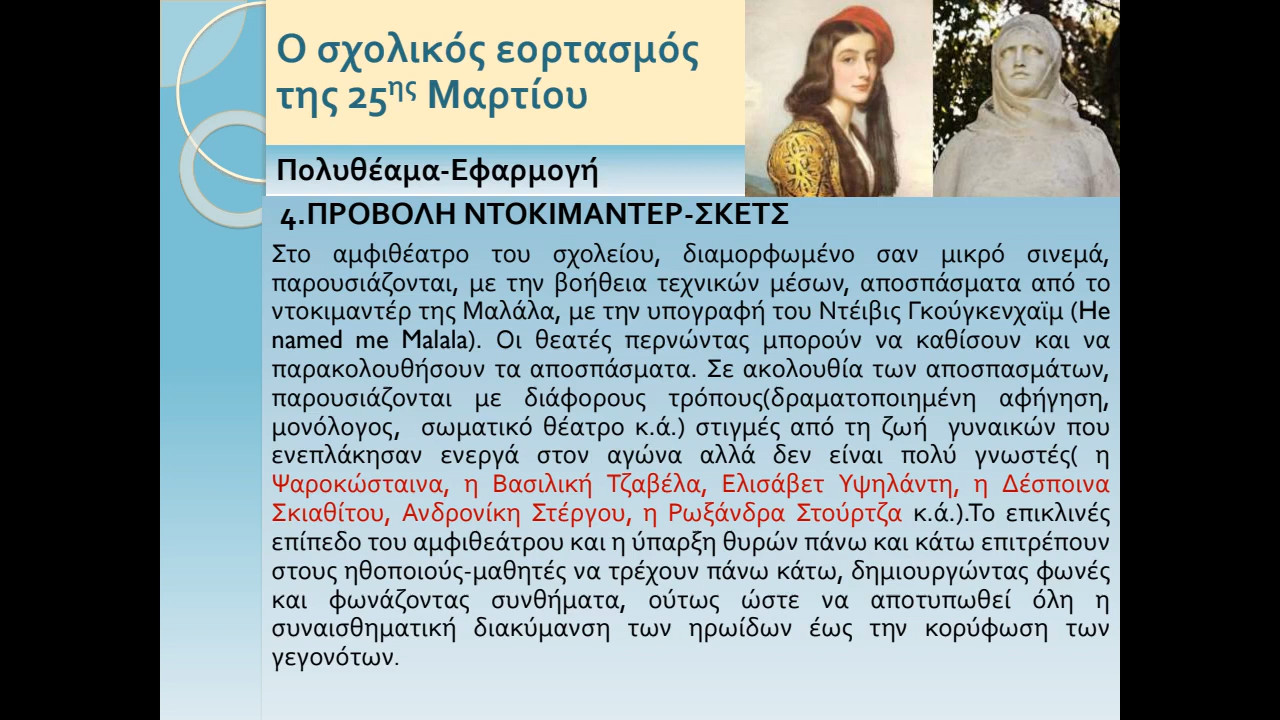 Ο σχολικός εορτασμός
της 25ης Μαρτίου
Πολυθέαμα-Εφαρμογή
4.ΠΡΟΒΟΛΗ ΝΤΟΚΙΜΑΝΤΕΡ-ΣΚΕΤΣ
Στο αμφιθέατρο του σχολείου, διαμορφωμένο σαν μικρό σινεμά,
παρουσιάζονται, με την βοήθεια τεχνικών μέσων, αποσπάσματα από το
ντοκιμαντέρ της Μαλάλα, με την υπογραφή του Ντέιβις Γκούγκενχαϊμ (He
named me Malala). Οι θεατές περνώντας μπορούν να καθίσουν και να
παρακολουθήσουν τα αποσπάσματα. Σε ακολουθία των αποσπασμάτων,
παρουσιάζονται με διάφορους τρόπους(δραματοποιημένη αφήγηση,
μονόλογος, σωματικό θέατρο κ.ά.) στιγμές από τη ζωή γυναικών που
ενεπλάκησαν ενεργά στον αγώνα αλλά δεν είναι πολύ γνωστές( η
Ψαροκώσταινα, η Βασιλική Τζαβέλα, Ελισάβετ Υψηλάντη, η Δέσποινα
Σκιαθίτου, Ανδρονίκη Στέργου, η Ρωξάνδρα Στούρτζα κ.ά.).Το επικλινές
επίπεδο του αμφιθεάτρου και η ύπαρξη θυρών πάνω και κάτω επιτρέπουν
στους ηθοποιούς-μαθητές να τρέχουν πάνω κάτω, δημιουργώντας φωνές
και φωνάζοντας συνθήματα, ούτως ώστε να αποτυπωθεί όλη η
συναισθηματική διακύμανση των ηρωίδων έως την κορύφωση των
γεγονότων.